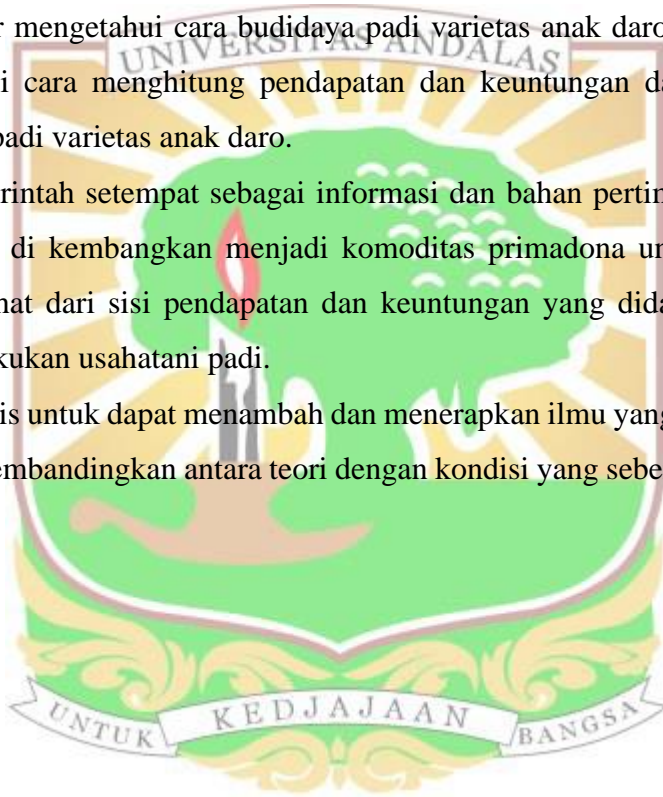 r mengetahui cara budidaya padi varietas anak daro
UNIVERSITAS ANDALAS
i cara menghitung pendapatan dan keuntungan da
padi varietas anak daro.
rintah setempat sebagai informasi dan bahan pertin
di kembangkan menjadi komoditas primadona un
nat dari sisi pendapatan dan keuntungan yang dida
kukan usahatani padi.
is untuk dapat menambah dan menerapkan ilmu yang
embandingkan antara teori dengan kondisi yang sebe
UNTUK KEDJAJAAN BANGSA